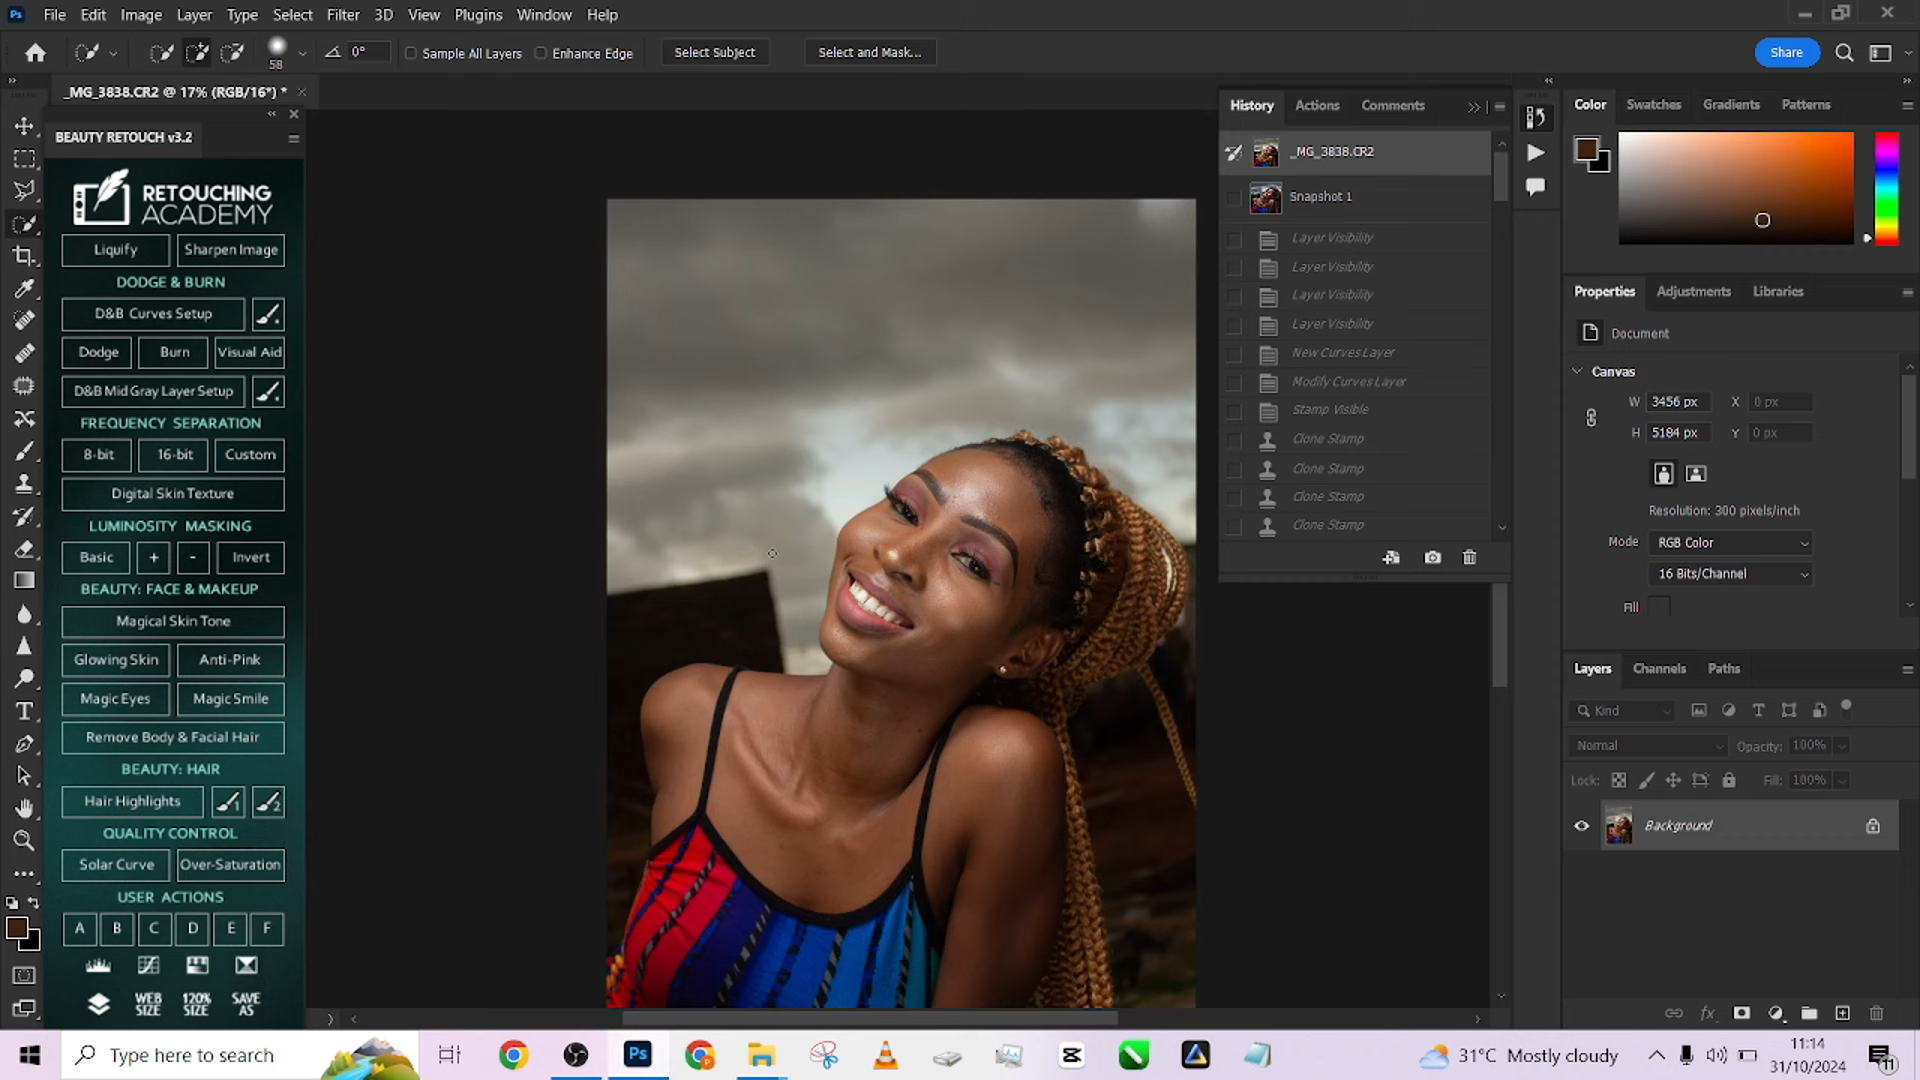 Ps File Edit Image Layer Type Select Filter 3D View Plugins Window Help
58 0° Sample All Layers Enhance Edge Select Subject Select and Mask... Share
_MG_3838.CR2 @ 17% (RGB/16*) *
BEAUTY RETOUCH v3.2
RETOUCHING
ACADEMY
Liquify Sharpen Image
DODGE & BURN
D&B Curves Setup
Dodge Burn Visual Aid
D&B Mid Gray Layer Setup
FREQUENCY SEPARATION
8-bit 16-bit Custom
Digital Skin Texture
LUMINOSITY MASKING
Basic + - Invert
BEAUTY: FACE & MAKEUP
Magical Skin Tone
Glowing Skin Anti-Pink
Magic Eyes Magic Smile
Remove Body & Facial Hair
BEAUTY: HAIR
Hair Highlights 1 2
QUALITY CONTROL
Solar Curve Over-Saturation
USER ACTIONS
A B C D E F
WEB SIZE 120% SIZE SAVE AS
History Actions Comments
_MG_3838.CR2
Snapshot 1
Layer Visibility
Layer Visibility
Layer Visibility
Layer Visibility
New Curves Layer
Modify Curves Layer
Stamp Visible
Clone Stamp
Clone Stamp
Clone Stamp
Clone Stamp
Color Swatches Gradients Patterns
Properties Adjustments Libraries
Document
Canvas
W 3456 px X 0 px
H 5184 px Y 0 px
Resolution: 300 pixels/inch
Mode RGB Color
16 Bits/Channel
Fill
Layers Channels Paths
Kind
Normal Opacity: 100%
Lock: Fill: 100%
Background
fx
Type here to search Ps 31°C Mostly cloudy 11:14
31/10/2024 11